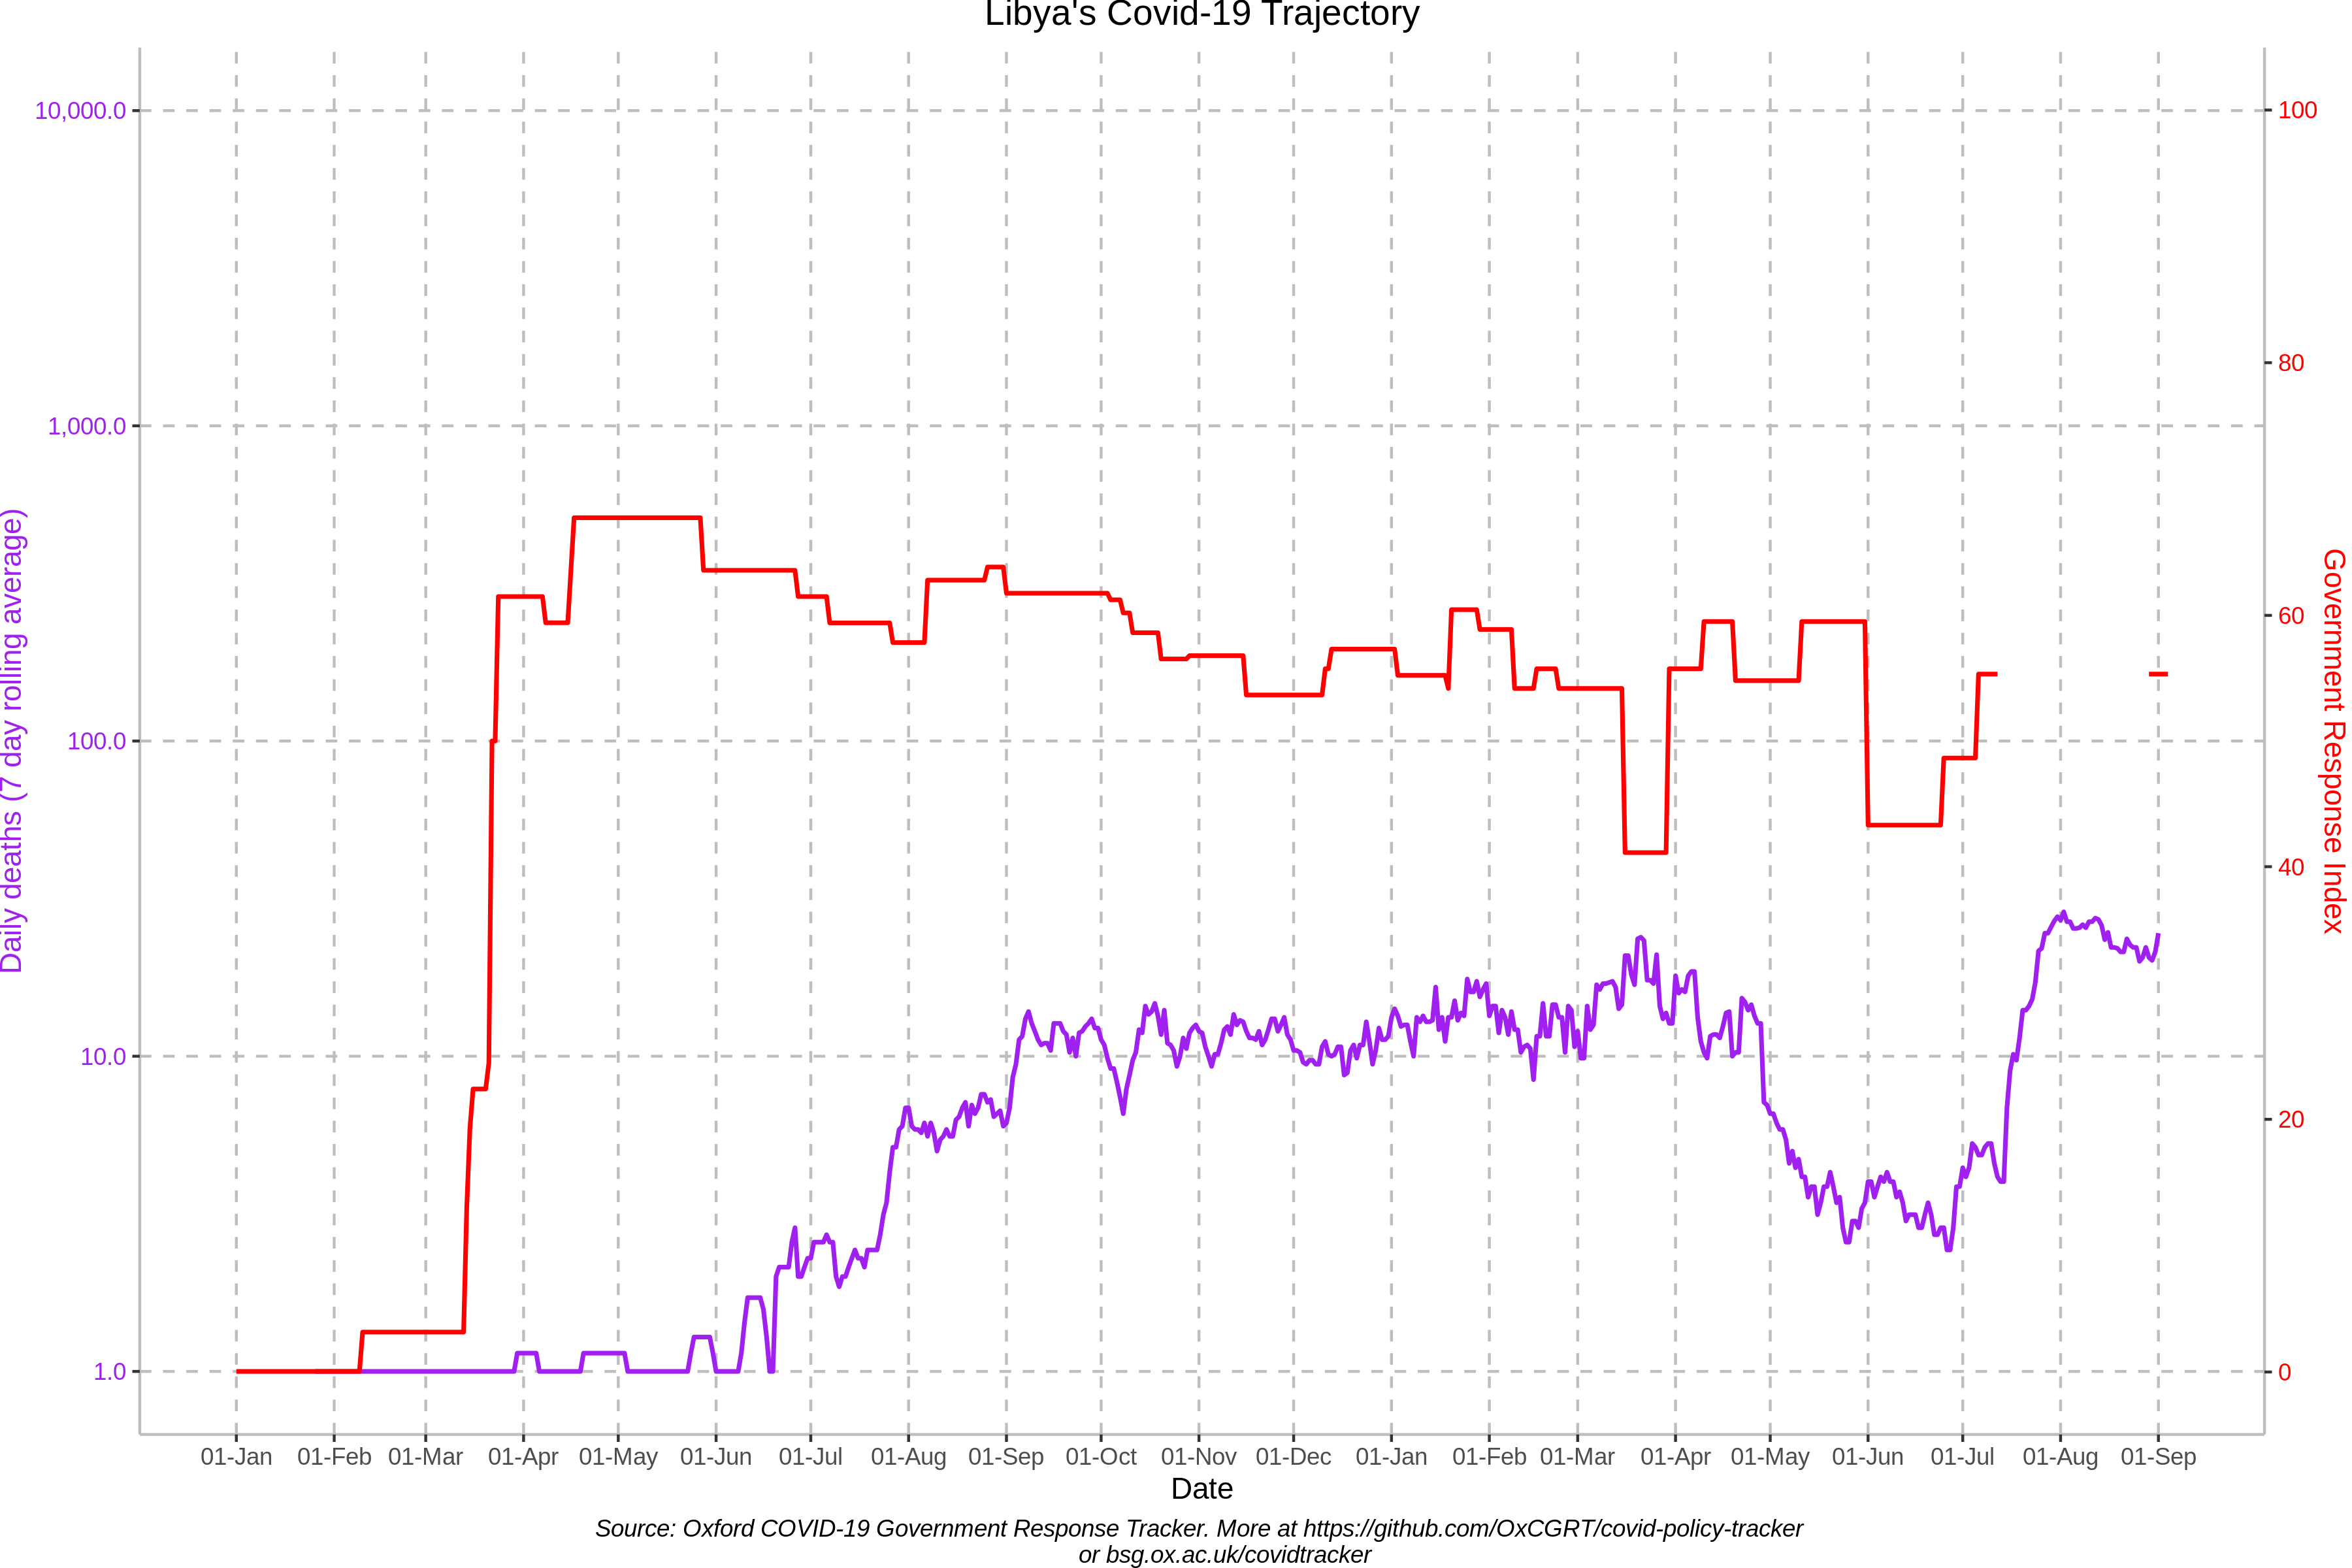 Libya's Covid-19 Trajectory
10,000.0
1,000.0
100.0
10.0
1.0
Daily deaths (7 day rolling average)
100
80
60
40
20
0
Government Response Index
01-Jan 01-Feb 01-Mar 01-Apr 01-May 01-Jun 01-Jul 01-Aug 01-Sep 01-Oct 01-Nov 01-Dec 01-Jan 01-Feb 01-Mar 01-Apr 01-May 01-Jun 01-Jul 01-Aug 01-Sep
Date
Source: Oxford COVID-19 Government Response Tracker. More at https://github.com/OxCGRT/covid-policy-tracker
or bsg.ox.ac.uk/covidtracker